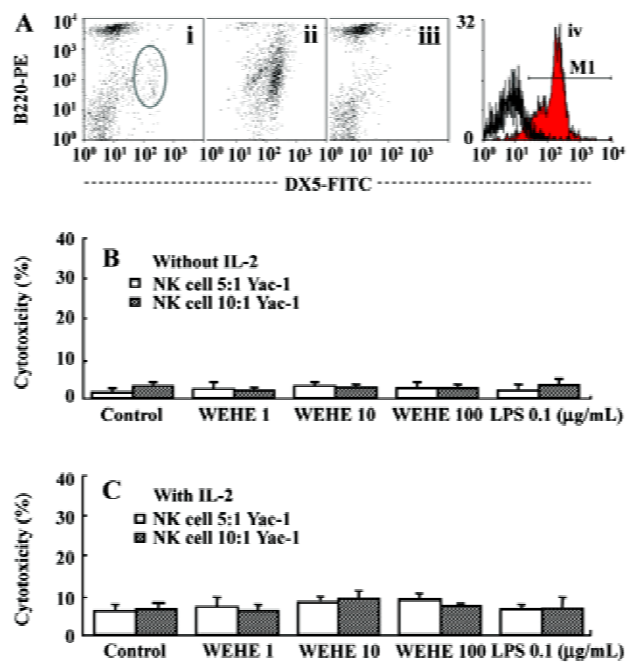 A
B220-PE
10⁴
10³
10²
10¹
10⁰
i
ii
iii
iv
M1
32
0
10⁰ 10¹ 10² 10³
10⁰ 10¹ 10² 10³
10⁰ 10¹ 10² 10³
10⁰ 10¹ 10² 10³ 10⁴
DX5-FITC
B
Without IL-2
NK cell 5:1 Yac-1
NK cell 10:1 Yac-1
Cytotoxicity (%)
40
30
20
10
0
Control WEHE 1 WEHE 10 WEHE 100 LPS 0.1 (µg/mL)
C
With IL-2
NK cell 5:1 Yac-1
NK cell 10:1 Yac-1
Cytotoxicity (%)
40
30
20
10
0
Control WEHE 1 WEHE 10 WEHE 100 LPS 0.1 (µg/mL)